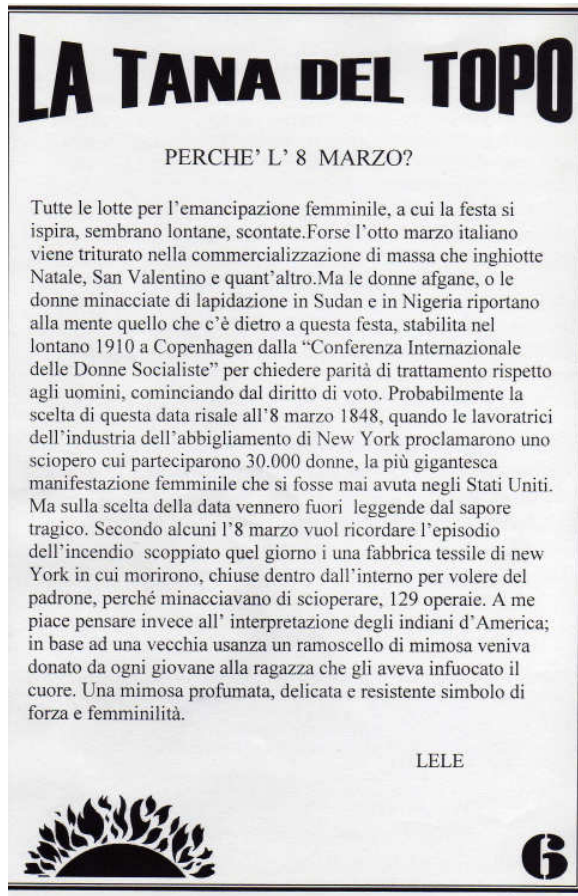 LA TANA DEL TOPO
PERCHE' L' 8 MARZO?
Tutte le lotte per l'emancipazione femminile, a cui la festa si
ispira, sembrano lontane, scontate.Forse l'otto marzo italiano
viene triturato nella commercializzazione di massa che inghiotte
Natale, San Valentino e quant'altro.Ma le donne afgane, o le
donne minacciate di lapidazione in Sudan e in Nigeria riportano
alla mente quello che c'è dietro a questa festa, stabilita nel
lontano 1910 a Copenhagen dalla “Conferenza Internazionale
delle Donne Socialiste” per chiedere parità di trattamento rispetto
agli uomini, cominciando dal diritto di voto. Probabilmente la
scelta di questa data risale all'8 marzo 1848, quando le lavoratrici
dell'industria dell'abbigliamento di New York proclamarono uno
sciopero cui parteciparono 30.000 donne, la più gigantesca
manifestazione femminile che si fosse mai avuta negli Stati Uniti.
Ma sulla scelta della data vennero fuori leggende dal sapore
tragico. Secondo alcuni l'8 marzo vuol ricordare l'episodio
dell'incendio scoppiato quel giorno i una fabbrica tessile di new
York in cui morirono, chiuse dentro dall'interno per volere del
padrone, perché minacciavano di scioperare, 129 operaie. A me
piace pensare invece all' interpretazione degli indiani d'America;
in base ad una vecchia usanza un ramoscello di mimosa veniva
donato da ogni giovane alla ragazza che gli aveva infuocato il
cuore. Una mimosa profumata, delicata e resistente simbolo di
forza e femminilità.
LELE
6